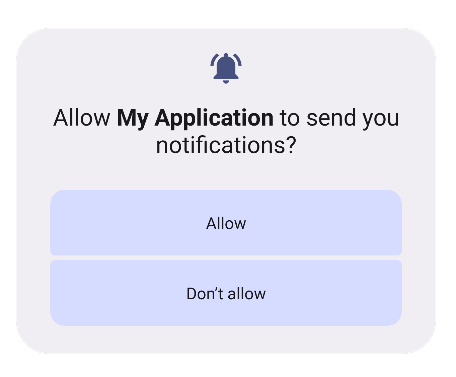 Allow My Application to send you
notifications?
Allow
Don’t allow